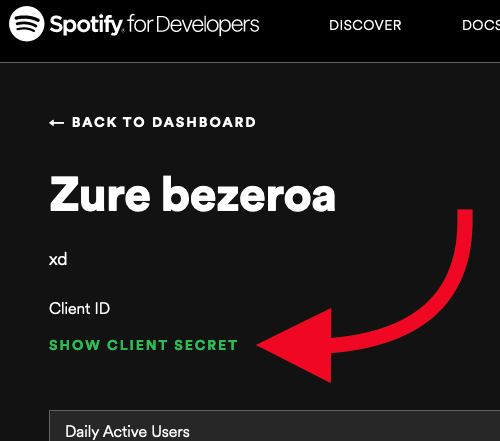 Spotify for Developers DISCOVER DOCS
← BACK TO DASHBOARD
Zure bezeroa
xd
Client ID
SHOW CLIENT SECRET
Daily Active Users